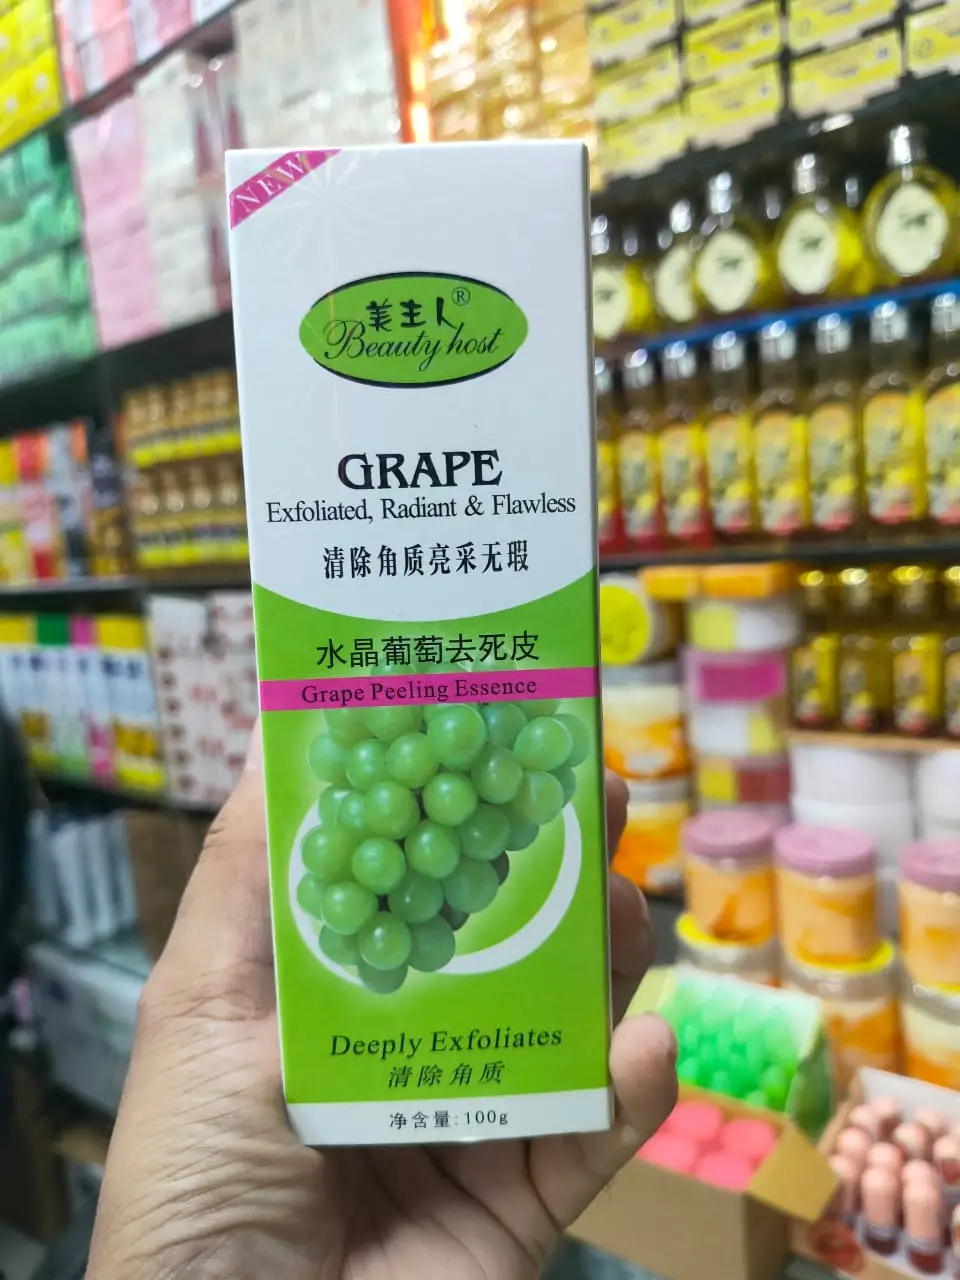 NEW
美主人®
Beauty host
GRAPE
Exfoliated, Radiant & Flawless
清除角质亮采无瑕
水晶葡萄去死皮
Grape Peeling Essence
Deeply Exfoliates
清除角质
净含量:100g